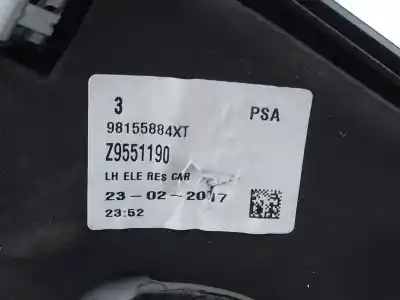 3 PSA
98155884XT
Z9551190
LH ELE RES CAR
23-02-2017
23:52